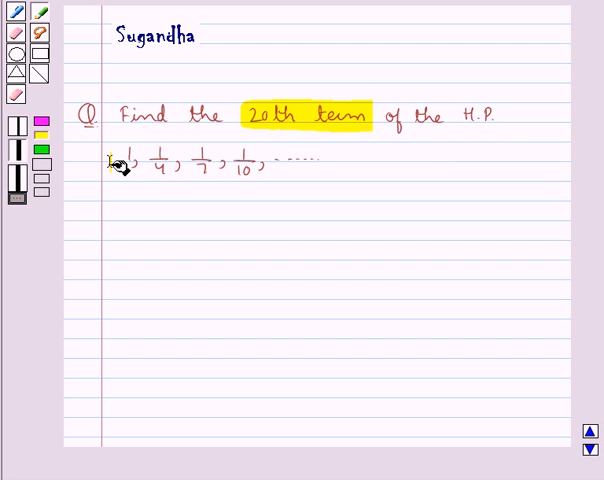 Sugandha
Q Find the 20th term of the H.P.
1, 1/4, 1/7, 1/10, ------